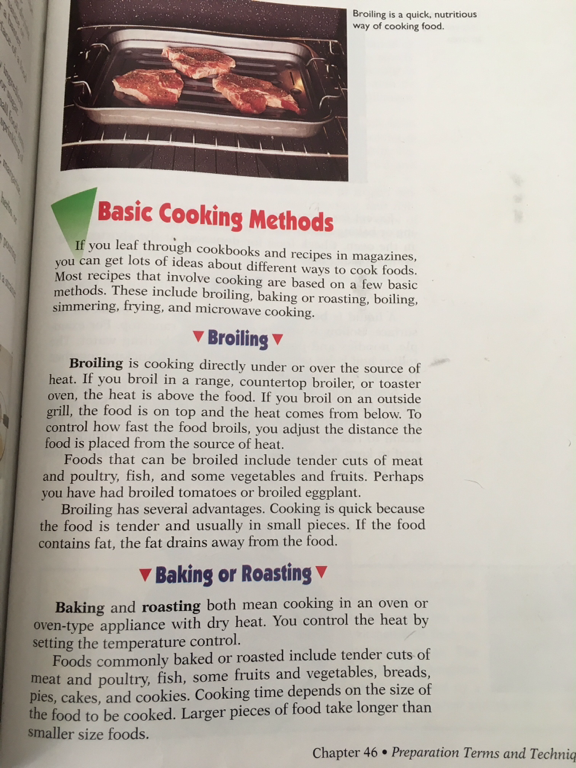 Broiling is a quick, nutritious
way of cooking food.
Basic Cooking Methods
If you leaf through cookbooks and recipes in magazines,
you can get lots of ideas about different ways to cook foods.
Most recipes that involve cooking are based on a few basic
methods. These include broiling, baking or roasting, boiling,
simmering, frying, and microwave cooking.
Broiling
Broiling is cooking directly under or over the source of
heat. If you broil in a range, countertop broiler, or toaster
oven, the heat is above the food. If you broil on an outside
grill, the food is on top and the heat comes from below. To
control how fast the food broils, you adjust the distance the
food is placed from the source of heat.
Foods that can be broiled include tender cuts of meat
and poultry, fish, and some vegetables and fruits. Perhaps
you have had broiled tomatoes or broiled eggplant.
Broiling has several advantages. Cooking is quick because
the food is tender and usually in small pieces. If the food
contains fat, the fat drains away from the food.
Baking or Roasting
Baking and roasting both mean cooking in an oven or
oven-type appliance with dry heat. You control the heat by
setting the temperature control.
Foods commonly baked or roasted include tender cuts of
meat and poultry, fish, some fruits and vegetables, breads,
pies, cakes, and cookies. Cooking time depends on the size of
the food to be cooked. Larger pieces of food take longer than
smaller size foods.
Chapter 46 • Preparation Terms and Techniq